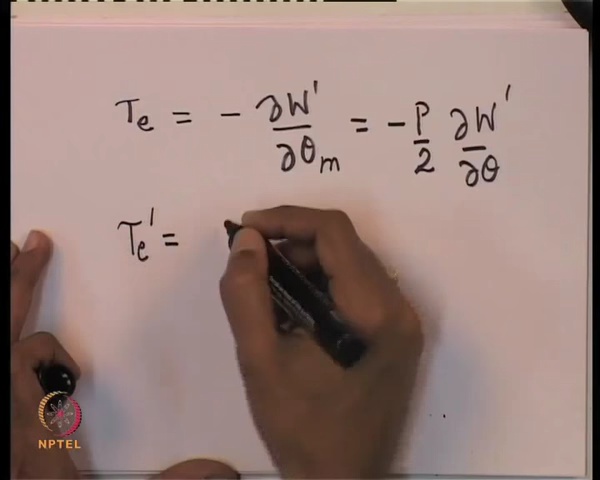 Te = - ∂W' / ∂θm = - P/2 ∂W' / ∂θ
Te' =
NPTEL